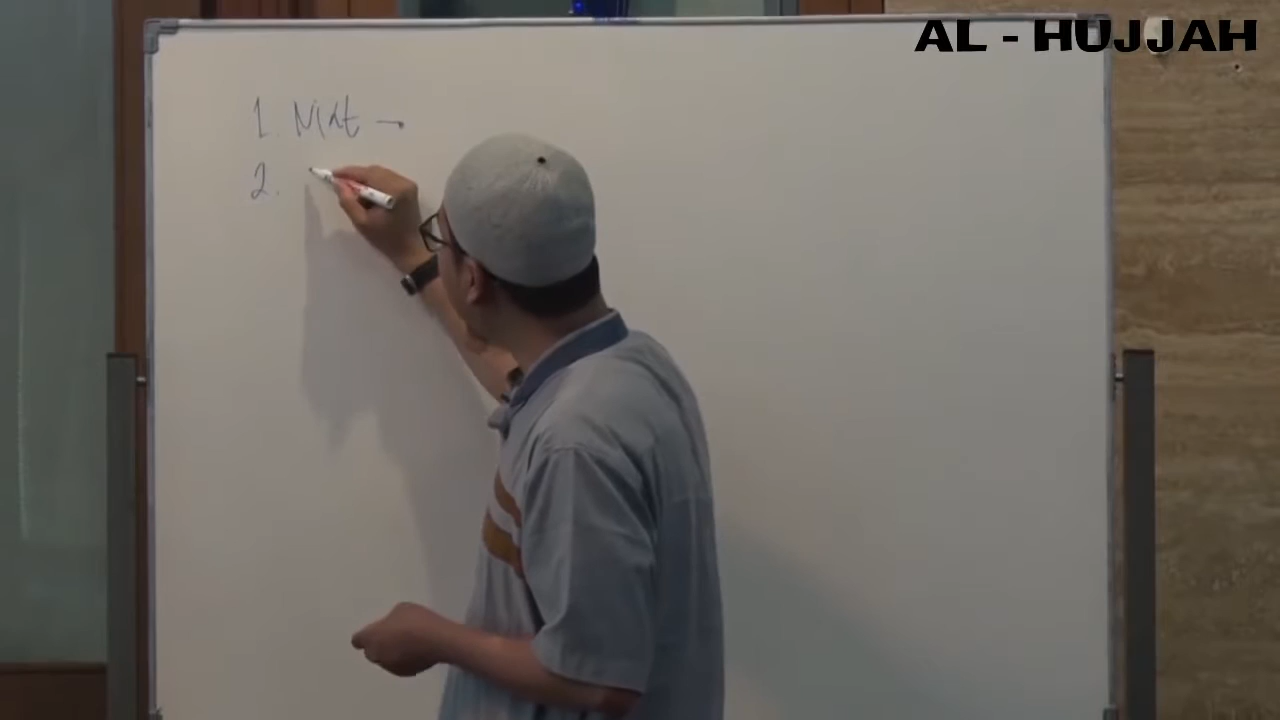 AL - HUJJAH
1. Niat →
2.